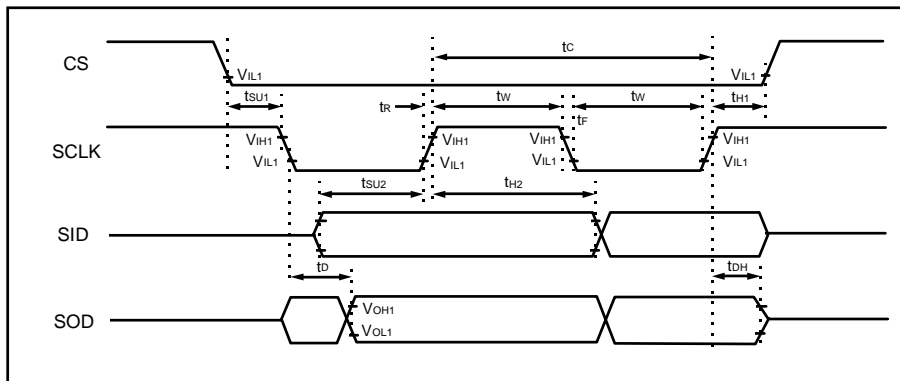 tC
CS
VIL1
VIL1
tSU1
tR
tW
tW
tH1
tF
SCLK
VIH1
VIH1
VIH1
VIL1
VIL1
VIL1
VIL1
tSU2
tH2
SID
tD
tDH
SOD
VOH1
VOL1